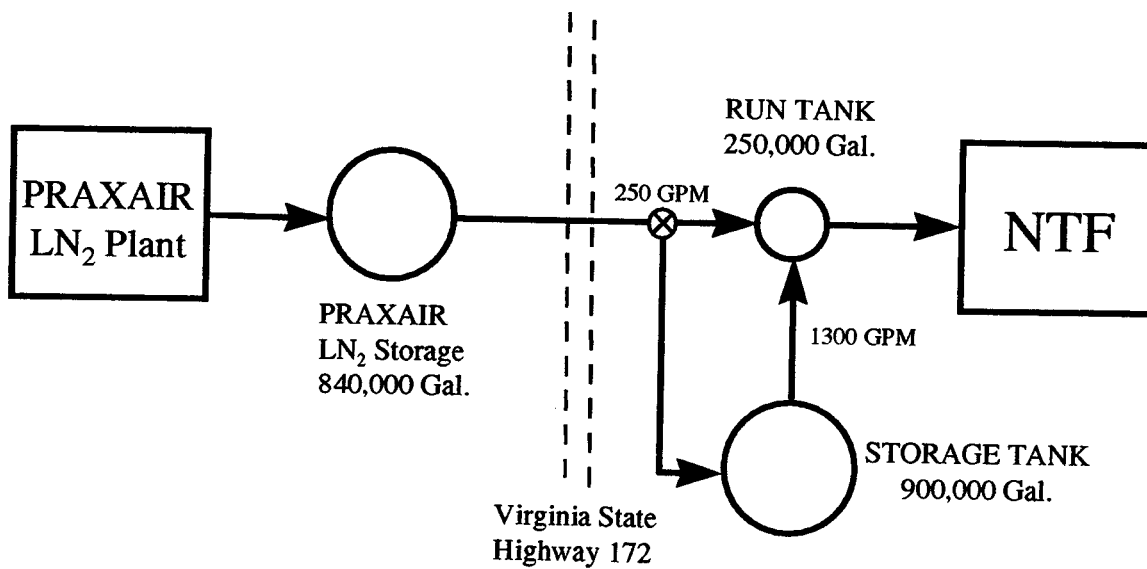 PRAXAIR
LN₂ Plant
PRAXAIR
LN₂ Storage
840,000 Gal.
Virginia State
Highway 172
250 GPM
RUN TANK
250,000 Gal.
NTF
1300 GPM
STORAGE TANK
900,000 Gal.